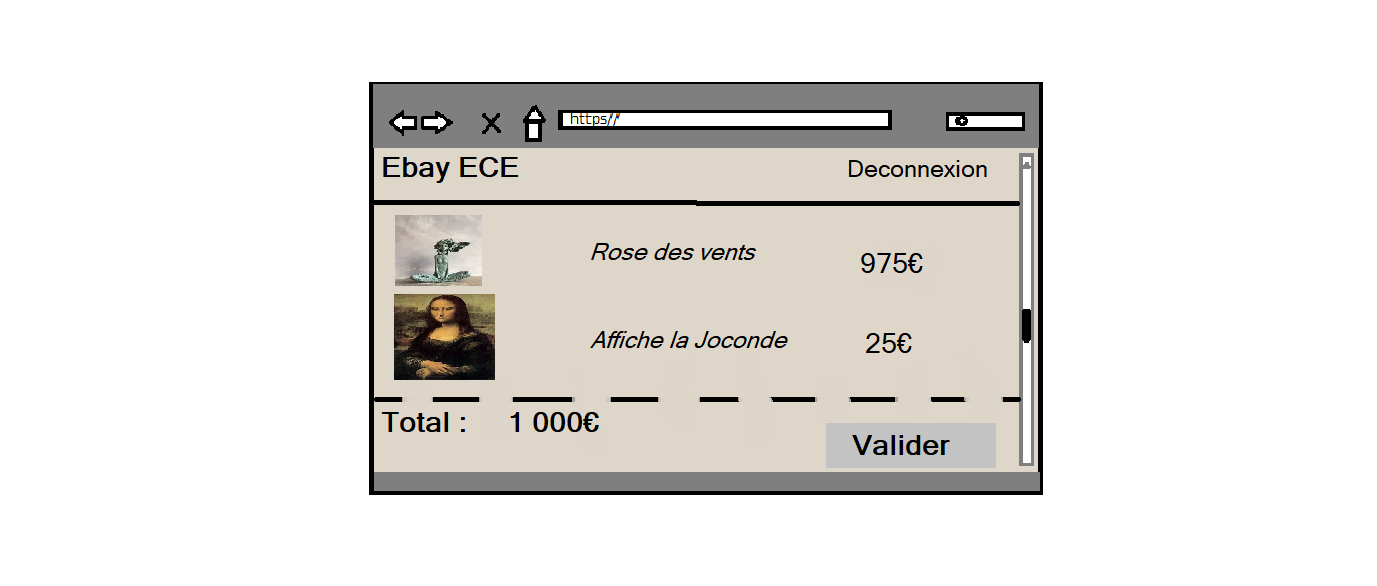 https//
Ebay ECE
Deconnexion
Rose des vents
975€
Affiche la Joconde
25€
Total : 1 000€
Valider